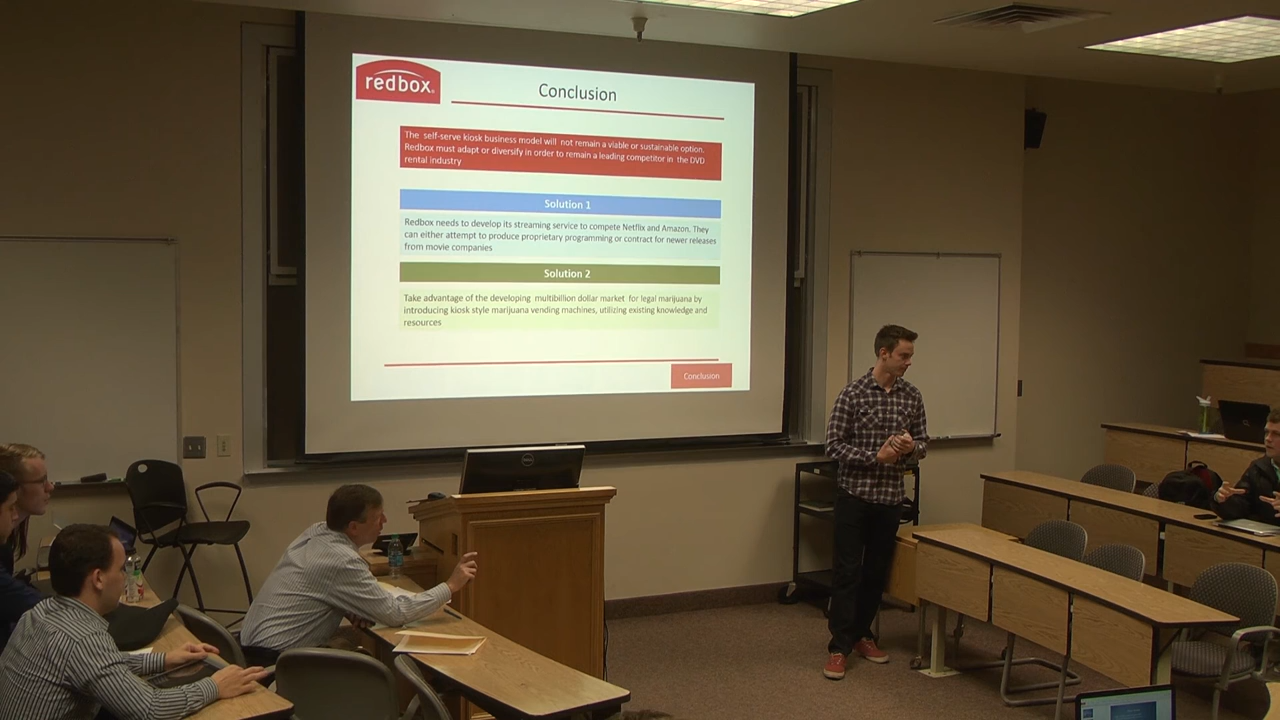 redbox.
Conclusion
The self-serve kiosk business model will not remain a viable or sustainable option.
Redbox must adapt or diversify in order to remain a leading competitor in the DVD
rental industry
Solution 1
Redbox needs to develop its streaming service to compete Netflix and Amazon. They
can either attempt to produce proprietary programming or contract for newer releases
from movie companies
Solution 2
Take advantage of the developing multibillion dollar market for legal marijuana by
introducing kiosk style marijuana vending machines, utilizing existing knowledge and
resources
Conclusion
DELL